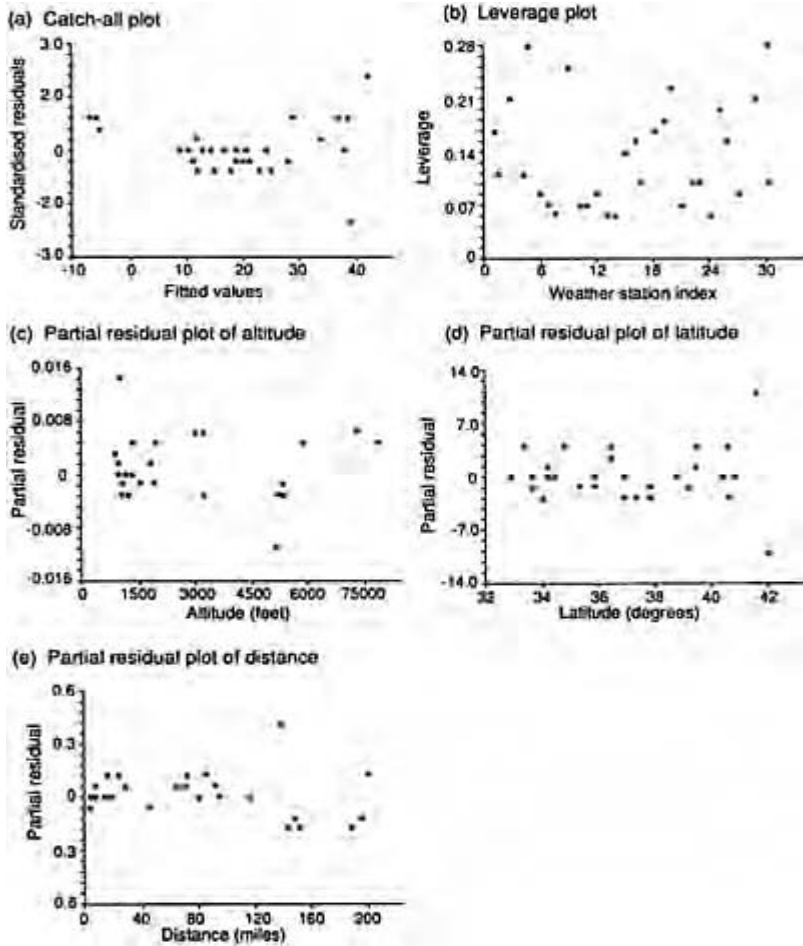 (a) Catch-all plot
Standardised residuals
3.0
2.0
0
-2.0
-3.0
-10 0 10 20 30 40
Fitted values
(b) Leverage plot
Leverage
0.28
0.21
0.14
0.07
0
0 6 12 18 24 30
Weather station index
(c) Partial residual plot of altitude
Partial residual
0.016
0.008
0
-0.008
-0.016
0 1500 3000 4500 6000 75000
Altitude (feet)
(d) Partial residual plot of latitude
Partial residual
14.0
7.0
0
-7.0
-14.0
32 34 36 38 40 42
Latitude (degrees)
(e) Partial residual plot of distance
Partial residual
0.6
0.3
0
0.3
0 40 80 120 160 200
Distance (miles)